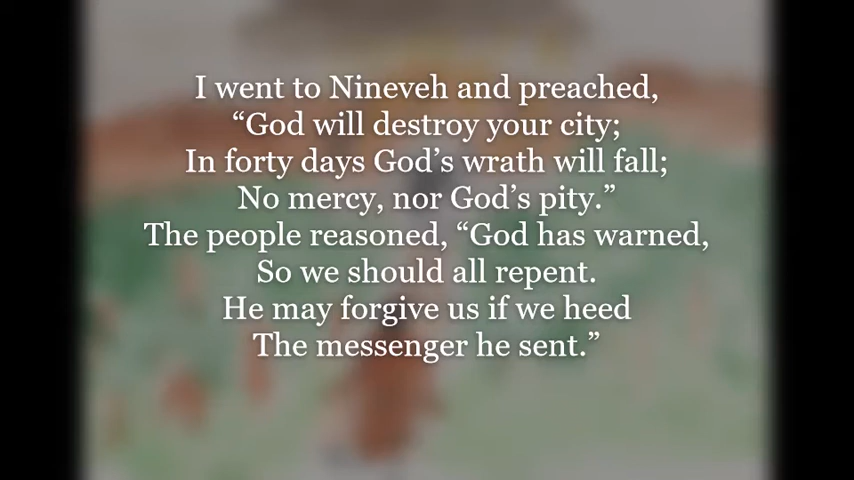 I went to Nineveh and preached,
“God will destroy your city;
In forty days God’s wrath will fall;
No mercy, nor God’s pity.”
The people reasoned, “God has warned,
So we should all repent.
He may forgive us if we heed
The messenger he sent.”